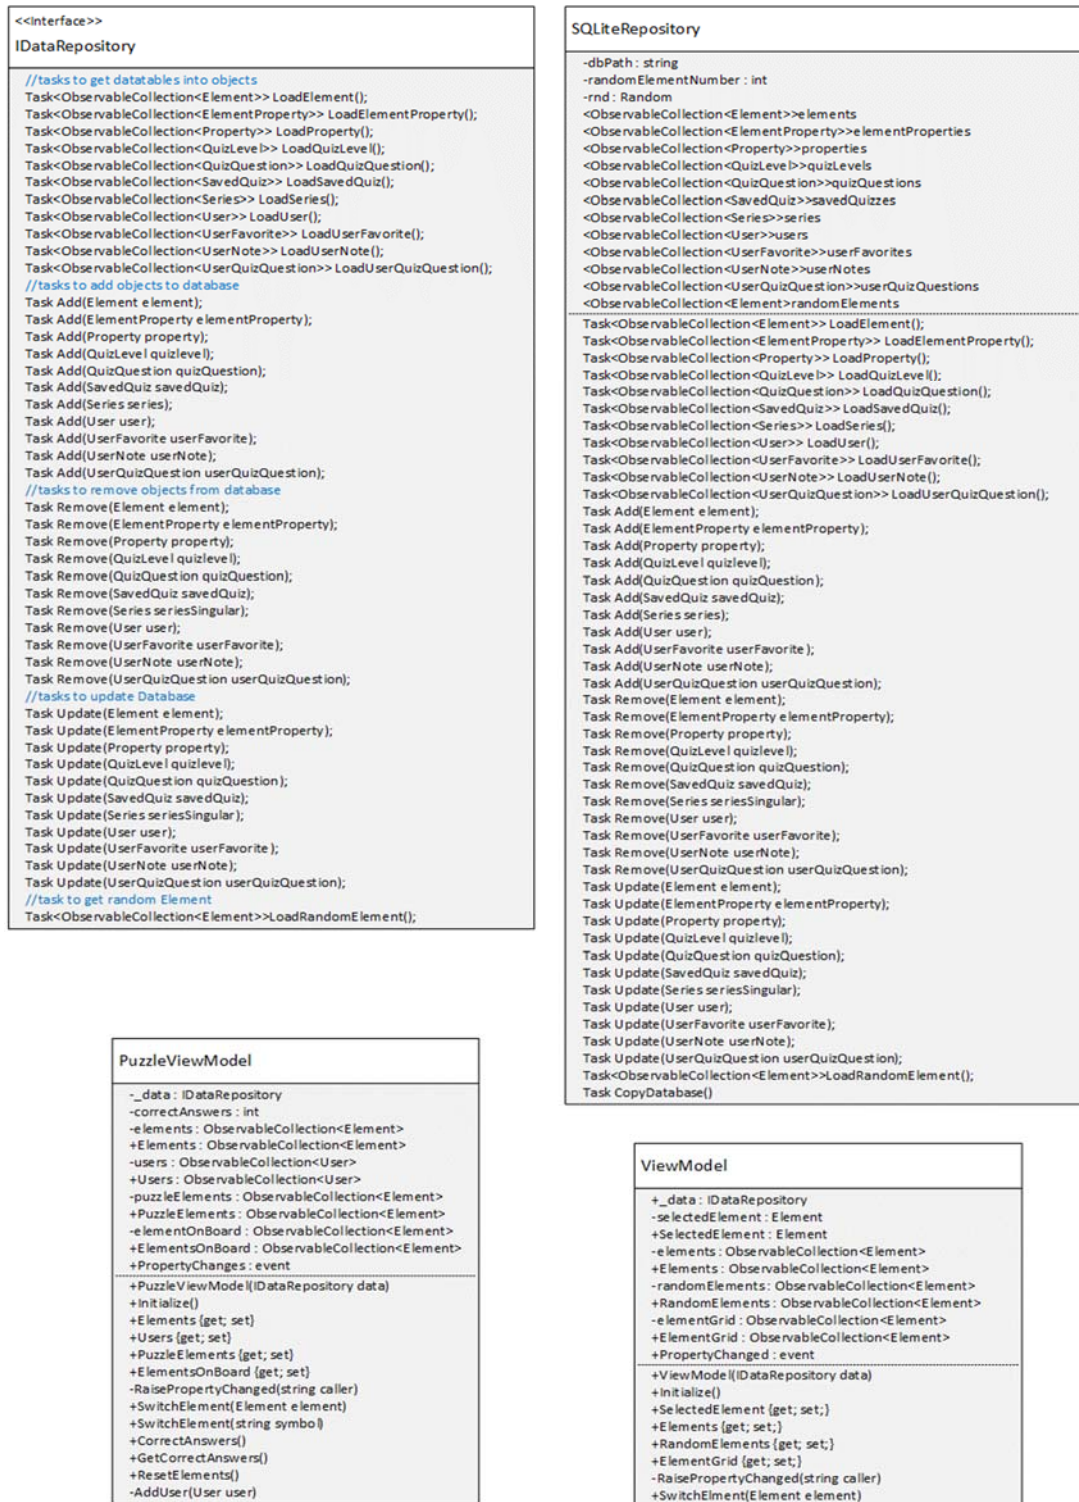 <<Interface>>
IDataRepository
//tasks to get datatables into objects
Task<ObservableCollection<Element>> LoadElement();
Task<ObservableCollection<ElementProperty>> LoadElementProperty();
Task<ObservableCollection<Property>> LoadProperty();
Task<ObservableCollection<QuizLevel>> LoadQuizLevel();
Task<ObservableCollection<QuizQuestion>> LoadQuizQuestion();
Task<ObservableCollection<SavedQuiz>> LoadSavedQuiz();
Task<ObservableCollection<Series>> LoadSeries();
Task<ObservableCollection<User>> LoadUser();
Task<ObservableCollection<UserFavorite>> LoadUserFavorite();
Task<ObservableCollection<UserNote>> LoadUserNote();
Task<ObservableCollection<UserQuizQuestion>> LoadUserQuizQuestion();
//tasks to add objects to database
Task Add(Element element);
Task Add(ElementProperty elementProperty);
Task Add(Property property);
Task Add(QuizLevel quizlevel);
Task Add(QuizQuestion quizQuestion);
Task Add(SavedQuiz savedQuiz);
Task Add(Series series);
Task Add(User user);
Task Add(UserFavorite userFavorite);
Task Add(UserNote userNote);
Task Add(UserQuizQuestion userQuizQuestion);
//tasks to remove objects from database
Task Remove(Element element);
Task Remove(ElementProperty elementProperty);
Task Remove(Property property);
Task Remove(QuizLevel quizlevel);
Task Remove(QuizQuestion quizQuestion);
Task Remove(SavedQuiz savedQuiz);
Task Remove(Series seriesSingular);
Task Remove(User user);
Task Remove(UserFavorite userFavorite);
Task Remove(UserNote userNote);
Task Remove(UserQuizQuestion userQuizQuestion);
//tasks to update Database
Task Update(Element element);
Task Update(ElementProperty elementProperty);
Task Update(Property property);
Task Update(QuizLevel quizlevel);
Task Update(QuizQuestion quizQuestion);
Task Update(SavedQuiz savedQuiz);
Task Update(Series seriesSingular);
Task Update(User user);
Task Update(UserFavorite userFavorite);
Task Update(UserNote userNote);
Task Update(UserQuizQuestion userQuizQuestion);
//task to get random Element
Task<ObservableCollection<Element>>LoadRandomElement();
SQLiteRepository
-dbPath : string
-randomElementNumber : int
-rnd : Random
<ObservableCollection<Element>>elements
<ObservableCollection<ElementProperty>>elementProperties
<ObservableCollection<Property>>properties
<ObservableCollection<QuizLevel>>quizLevels
<ObservableCollection<QuizQuestion>>quizQuestions
<ObservableCollection<SavedQuiz>>savedQuizzes
<ObservableCollection<Series>>series
<ObservableCollection<User>>users
<ObservableCollection<UserFavorite>>userFavorites
<ObservableCollection<UserNote>>userNotes
<ObservableCollection<UserQuizQuestion>>userQuizQuestions
<ObservableCollection<Element>randomElements
Task<ObservableCollection<Element>> LoadElement();
Task<ObservableCollection<ElementProperty>> LoadElementProperty();
Task<ObservableCollection<Property>> LoadProperty();
Task<ObservableCollection<QuizLevel>> LoadQuizLevel();
Task<ObservableCollection<QuizQuestion>> LoadQuizQuestion();
Task<ObservableCollection<SavedQuiz>> LoadSavedQuiz();
Task<ObservableCollection<Series>> LoadSeries();
Task<ObservableCollection<User>> LoadUser();
Task<ObservableCollection<UserFavorite>> LoadUserFavorite();
Task<ObservableCollection<UserNote>> LoadUserNote();
Task<ObservableCollection<UserQuizQuestion>> LoadUserQuizQuestion();
Task Add(Element element);
Task Add(ElementProperty elementProperty);
Task Add(Property property);
Task Add(QuizLevel quizlevel);
Task Add(QuizQuestion quizQuestion);
Task Add(SavedQuiz savedQuiz);
Task Add(Series series);
Task Add(User user);
Task Add(UserFavorite userFavorite);
Task Add(UserNote userNote);
Task Add(UserQuizQuestion userQuizQuestion);
Task Remove(Element element);
Task Remove(ElementProperty elementProperty);
Task Remove(Property property);
Task Remove(QuizLevel quizlevel);
Task Remove(QuizQuestion quizQuestion);
Task Remove(SavedQuiz savedQuiz);
Task Remove(Series seriesSingular);
Task Remove(User user);
Task Remove(UserFavorite userFavorite);
Task Remove(UserNote userNote);
Task Remove(UserQuizQuestion userQuizQuestion);
Task Update(Element element);
Task Update(ElementProperty elementProperty);
Task Update(Property property);
Task Update(QuizLevel quizlevel);
Task Update(QuizQuestion quizQuestion);
Task Update(SavedQuiz savedQuiz);
Task Update(Series seriesSingular);
Task Update(User user);
Task Update(UserFavorite userFavorite);
Task Update(UserNote userNote);
Task Update(UserQuizQuestion userQuizQuestion);
Task<ObservableCollection<Element>>LoadRandomElement();
Task CopyDatabase()
PuzzleViewModel
-_data : IDataRepository
-correctAnswers : int
-elements : ObservableCollection<Element>
+Elements : ObservableCollection<Element>
-users : ObservableCollection<User>
+Users : ObservableCollection<User>
-puzzleElements : ObservableCollection<Element>
+PuzzleElements : ObservableCollection<Element>
-elementOnBoard : ObservableCollection<Element>
+ElementsOnBoard : ObservableCollection<Element>
+PropertyChanges : event
+PuzzleViewModel(IDataRepository data)
+Initialize()
+Elements {get; set}
+Users {get; set}
+PuzzleElements {get; set}
+ElementsOnBoard {get; set}
-RaisePropertyChanged(string caller)
+SwitchElement(Element element)
+SwitchElement(string symbol)
+CorrectAnswers()
+GetCorrectAnswers()
+ResetElements()
-AddUser(User user)
ViewModel
+_data : IDataRepository
-selectedElement : Element
+SelectedElement : Element
-elements : ObservableCollection<Element>
+Elements : ObservableCollection<Element>
-randomElements : ObservableCollection<Element>
+RandomElements : ObservableCollection<Element>
-elementGrid : ObservableCollection<Element>
+ElementGrid : ObservableCollection<Element>
+PropertyChanged : event
+ViewModel(IDataRepository data)
+Initialize()
+SelectedElement {get; set;}
+Elements {get; set;}
+RandomElements {get; set;}
+ElementGrid {get; set;}
-RaisePropertyChanged(string caller)
+SwitchElment(Element element)